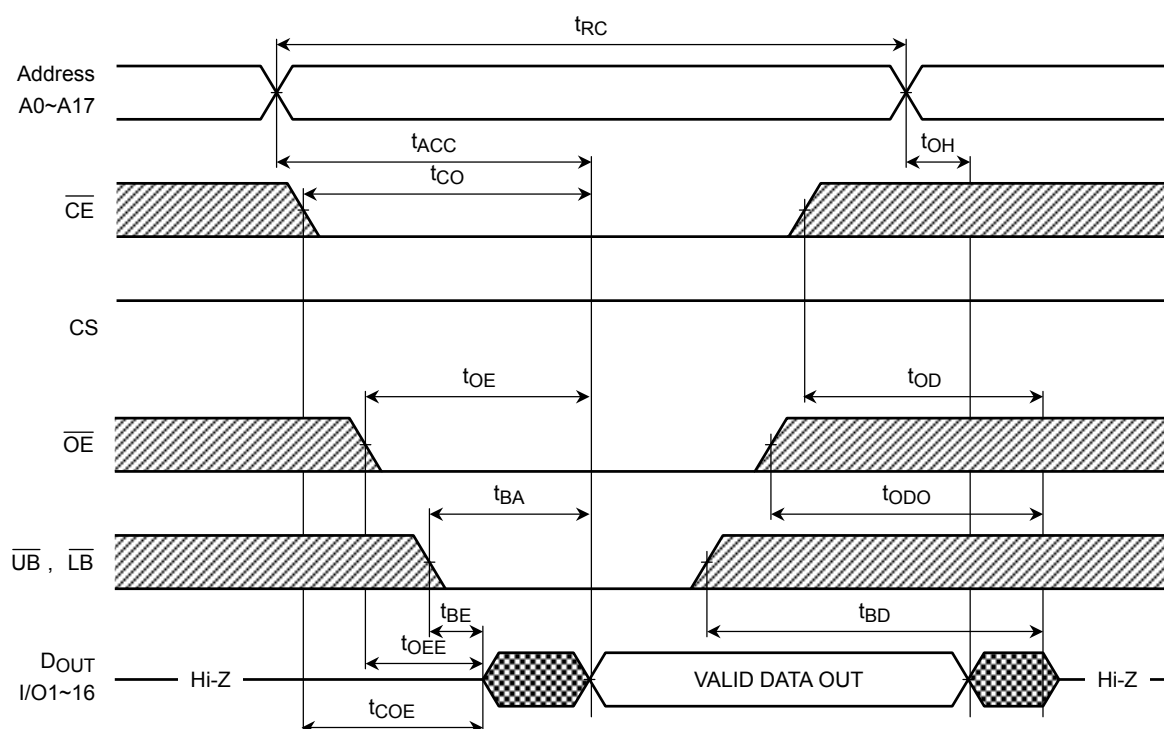 tRC
Address
A0~A17
tACC
tOH
tCO
CE
CS
tOE
tOD
OE
tBA
tODO
UB , LB
tBE
tBD
tOEE
DOUT
I/O1~16
Hi-Z
VALID DATA OUT
Hi-Z
tCOE